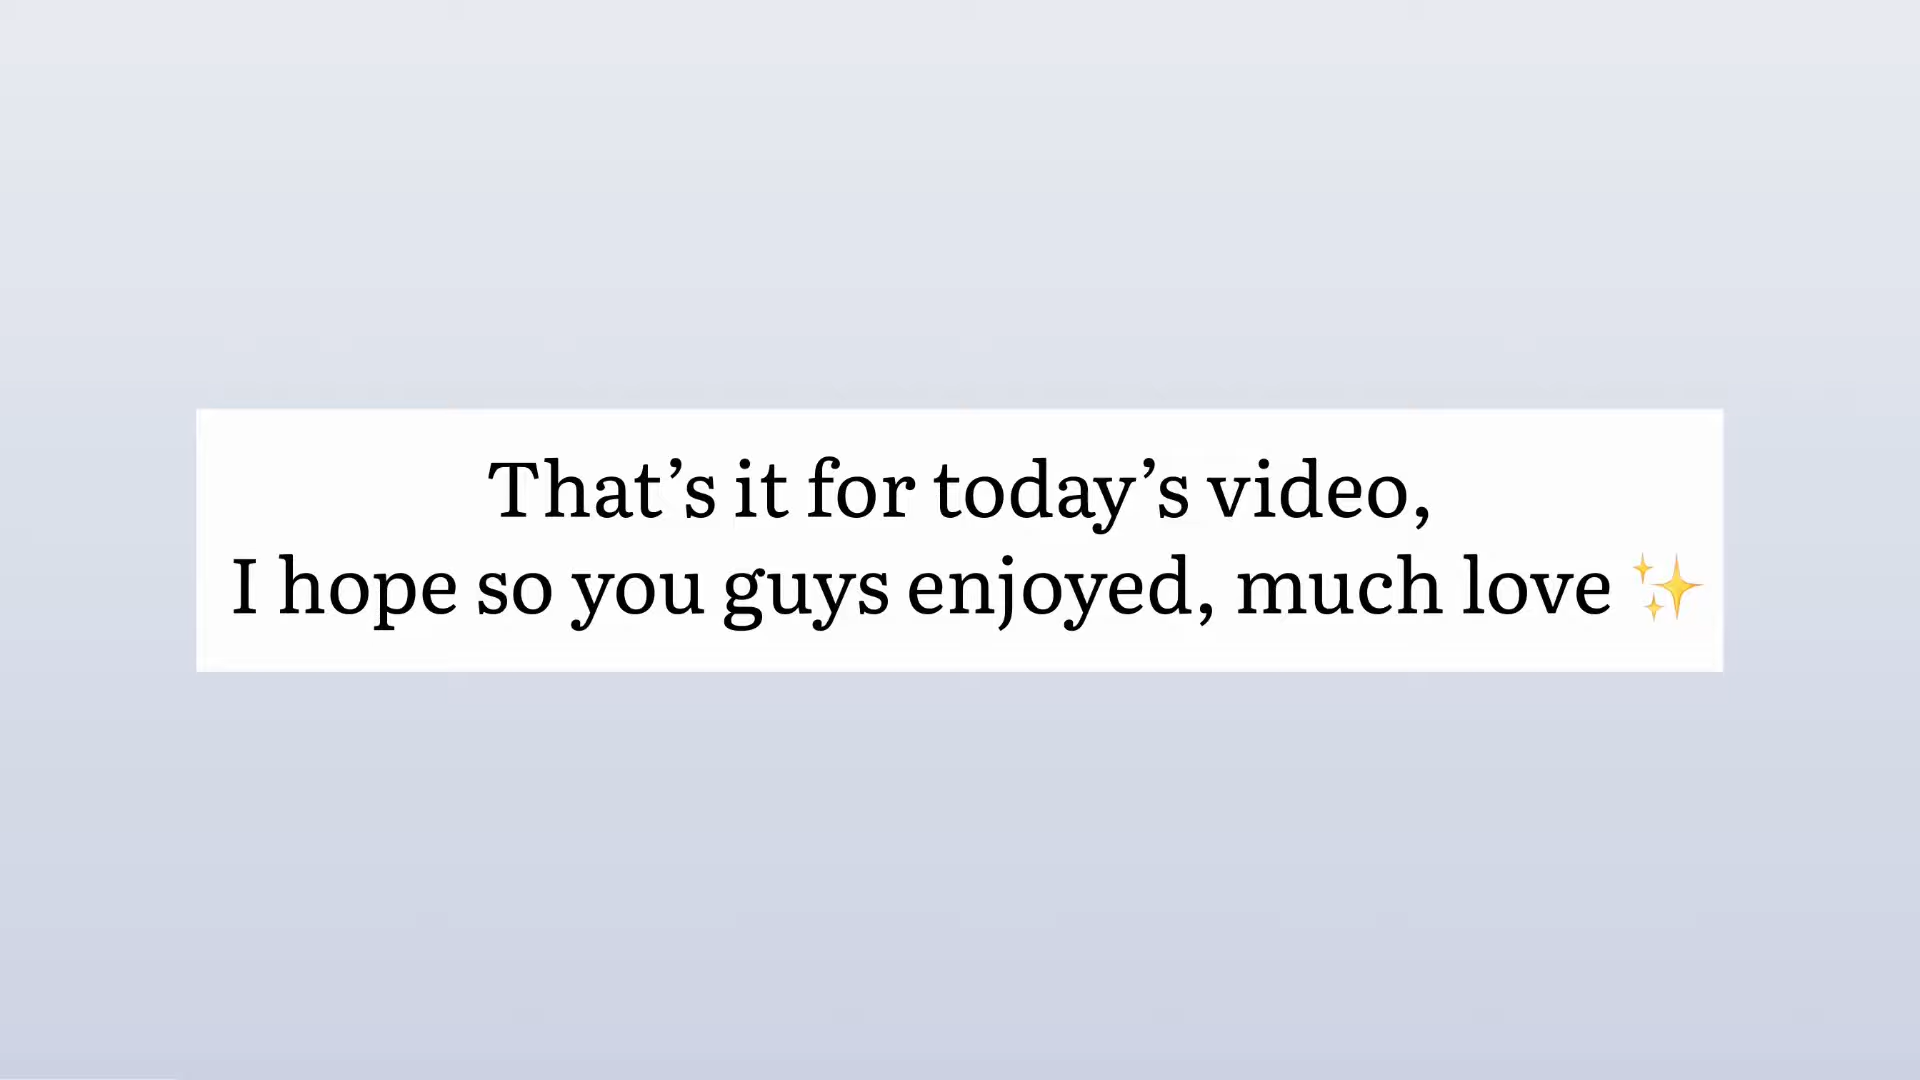 That’s it for today’s video,
I hope so you guys enjoyed, much love ✨